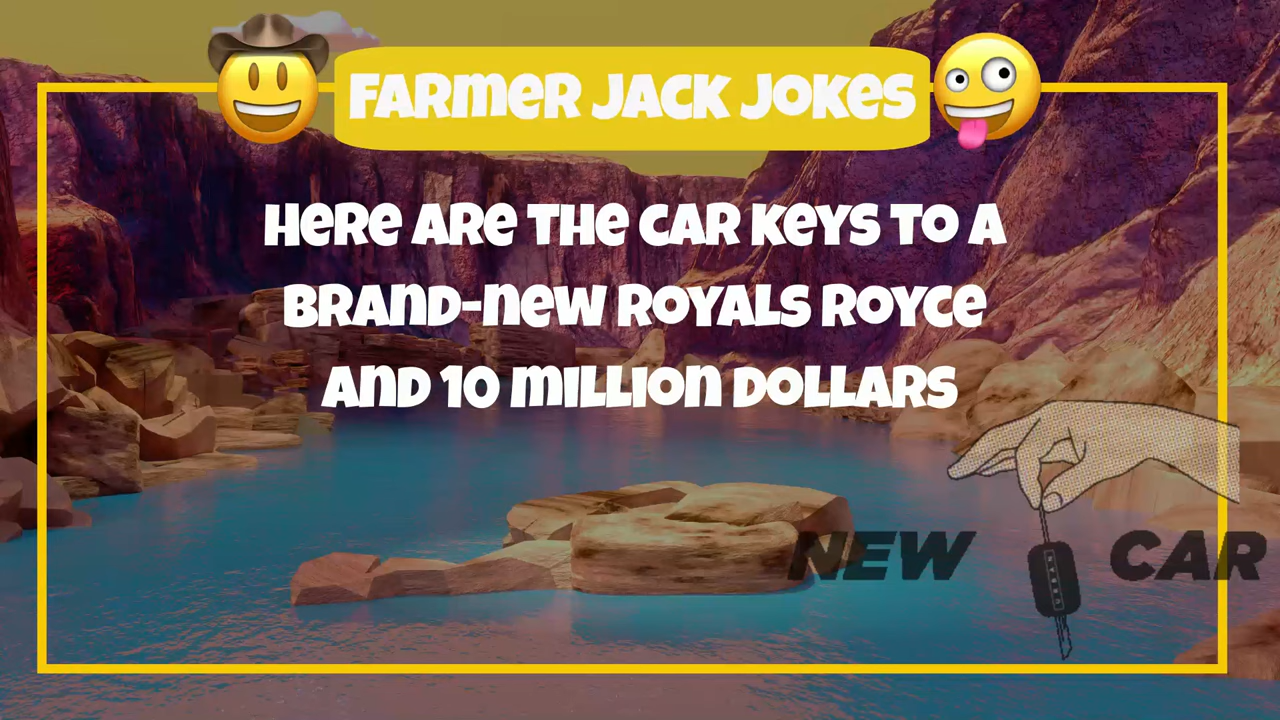 FARMER JACK JOKES
HERE ARE THE CAR KEYS TO A
BRAND-NEW ROYALS ROYCE
AND 10 MILLION DOLLARS
NEW CAR